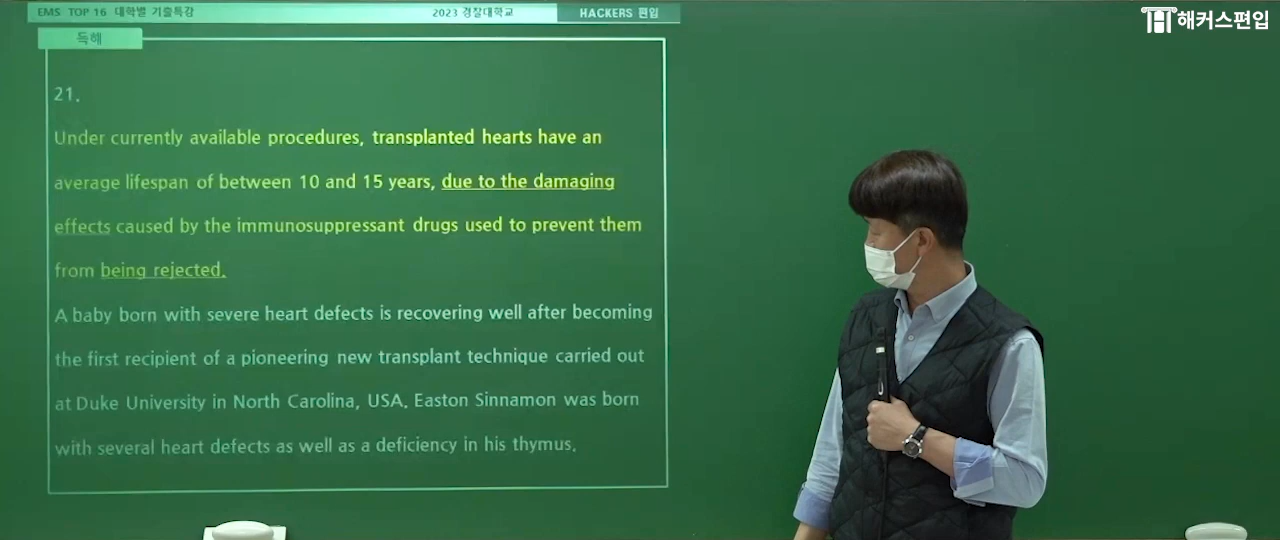 EMS TOP 16 대학별 기출특강
2023 경찰대학교
HACKERS 편입
해커스편입
독해
21.
Under currently available procedures, transplanted hearts have an
average lifespan of between 10 and 15 years, due to the damaging
effects caused by the immunosuppressant drugs used to prevent them
from being rejected.
A baby born with severe heart defects is recovering well after becoming
the first recipient of a pioneering new transplant technique carried out
at Duke University in North Carolina, USA. Easton Sinnamon was born
with several heart defects as well as a deficiency in his thymus.